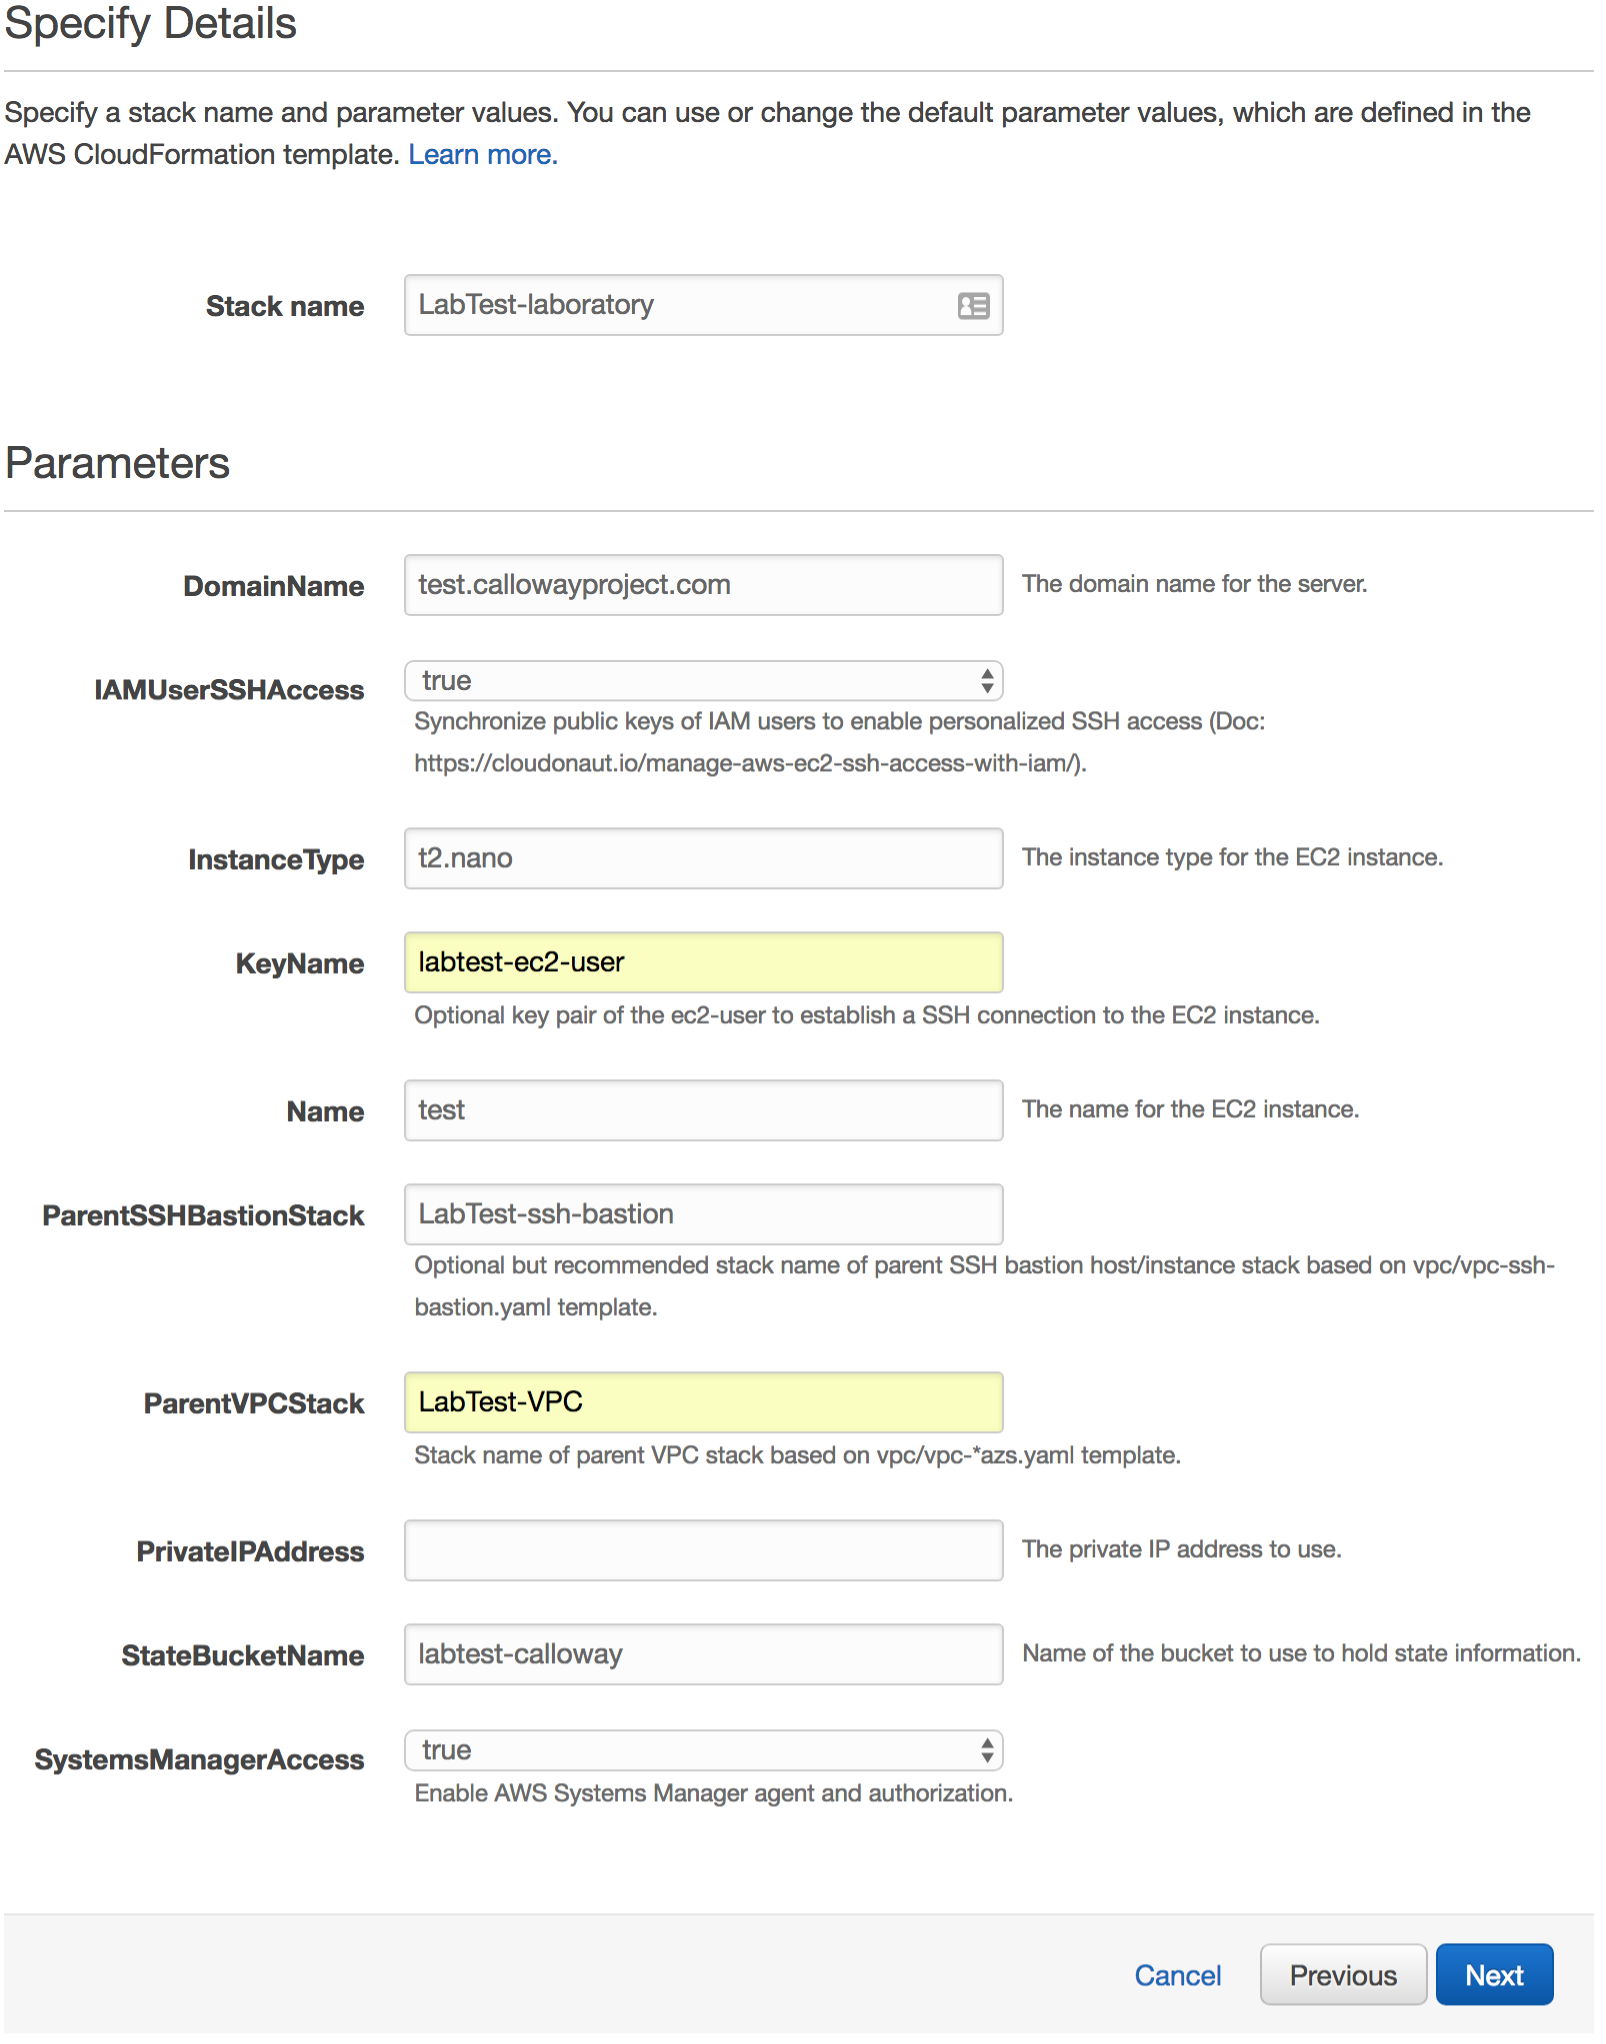 Specify Details
Specify a stack name and parameter values. You can use or change the default parameter values, which are defined in the
AWS CloudFormation template. Learn more.
Stack name
LabTest-laboratory
Parameters
DomainName
test.callowayproject.com
The domain name for the server.
IAMUserSSHAccess
true
Synchronize public keys of IAM users to enable personalized SSH access (Doc:
https://cloudonaut.io/manage-aws-ec2-ssh-access-with-iam/).
InstanceType
t2.nano
The instance type for the EC2 instance.
KeyName
labtest-ec2-user
Optional key pair of the ec2-user to establish a SSH connection to the EC2 instance.
Name
test
The name for the EC2 instance.
ParentSSHBastionStack
LabTest-ssh-bastion
Optional but recommended stack name of parent SSH bastion host/instance stack based on vpc/vpc-ssh-
bastion.yaml template.
ParentVPCStack
LabTest-VPC
Stack name of parent VPC stack based on vpc/vpc-*azs.yaml template.
PrivateIPAddress
The private IP address to use.
StateBucketName
labtest-calloway
Name of the bucket to use to hold state information.
SystemsManagerAccess
true
Enable AWS Systems Manager agent and authorization.
Cancel
Previous
Next